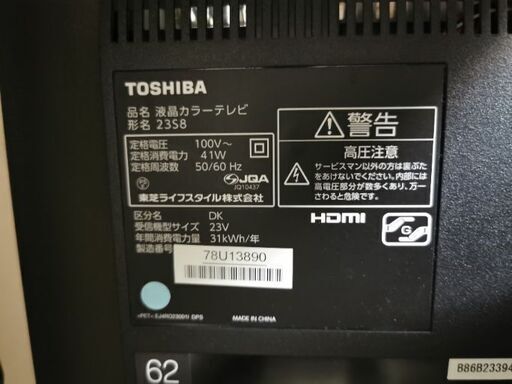 TOSHIBA
品名 液晶カラーテレビ
形名 23S8
定格電圧 100V～
定格消費電力 41W
定格周波数 50/60 Hz
JQA
JQ10437
東芝ライフスタイル株式会社
区分名 DK
受信機型サイズ 23V
年間消費電力量 31kWh/年
製造番号
78U13890
MADE IN CHINA
警告
高圧注意
サービスマン以外の方は裏ぶたをあけないでください。内部には高電圧部分が数多くあり、万一さわると危険です。
HDMI
G
62
B86B23394